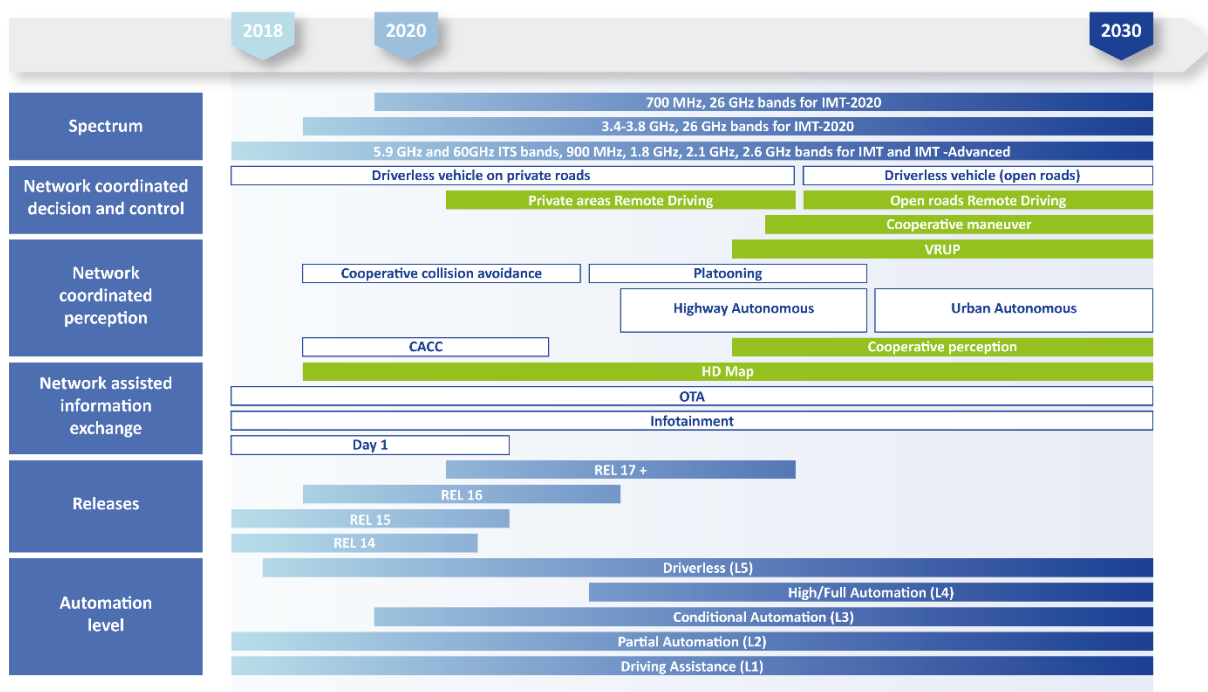 2018
2020
2030
Spectrum
700 MHz, 26 GHz bands for IMT-2020
3.4-3.8 GHz, 26 GHz bands for IMT-2020
5.9 GHz and 60GHz ITS bands, 900 MHz, 1.8 GHz, 2.1 GHz, 2.6 GHz bands for IMT and IMT -Advanced
Network coordinated
decision and control
Driverless vehicle on private roads
Driverless vehicle (open roads)
Private areas Remote Driving
Open roads Remote Driving
Cooperative maneuver
Network
coordinated
perception
VRUP
Cooperative collision avoidance
Platooning
Highway Autonomous
Urban Autonomous
CACC
Cooperative perception
Network assisted
information
exchange
HD Map
OTA
Infotainment
Day 1
Releases
REL 17 +
REL 16
REL 15
REL 14
Automation
level
Driverless (L5)
High/Full Automation (L4)
Conditional Automation (L3)
Partial Automation (L2)
Driving Assistance (L1)